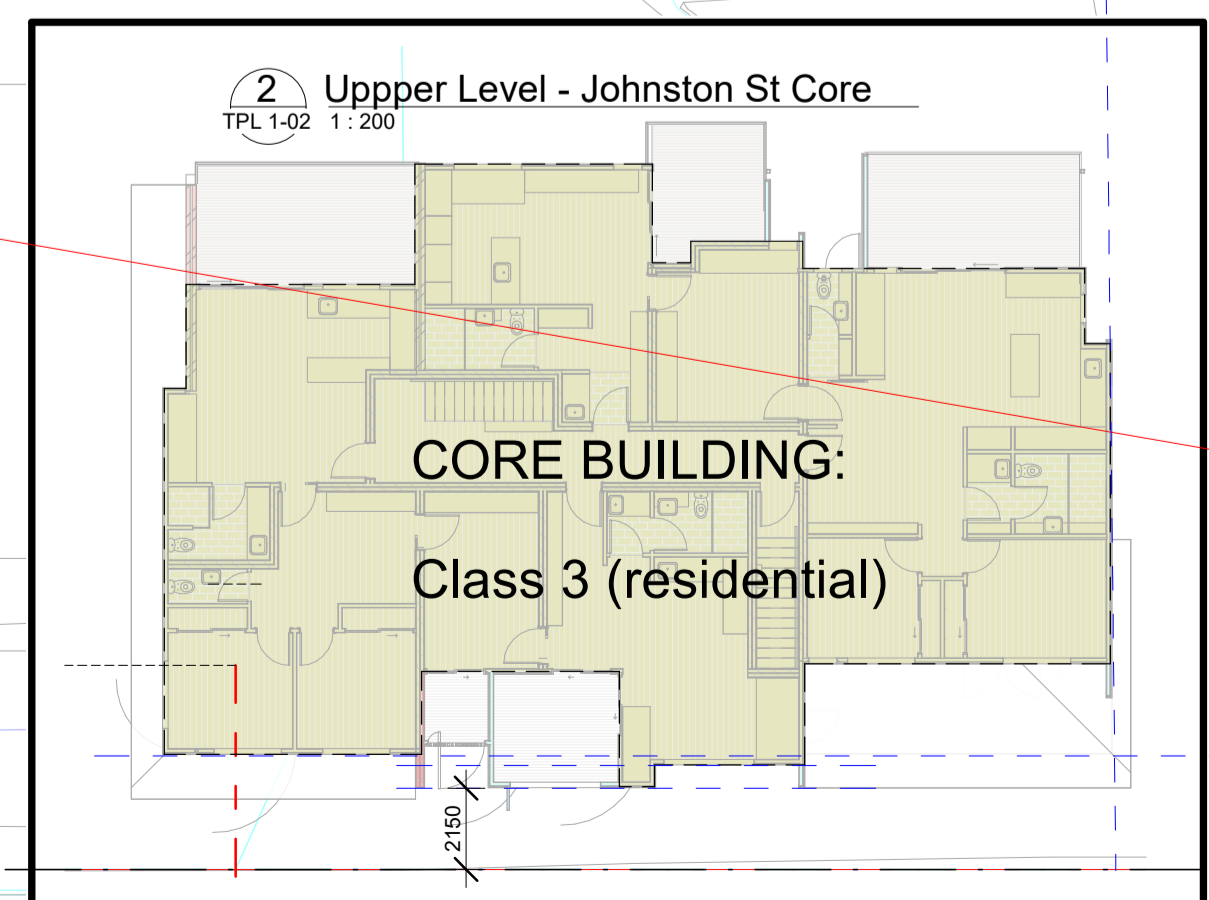 2
Uppper Level - Johnston St Core
TPL 1-02
1 : 200
CORE BUILDING:
Class 3 (residential)
2150